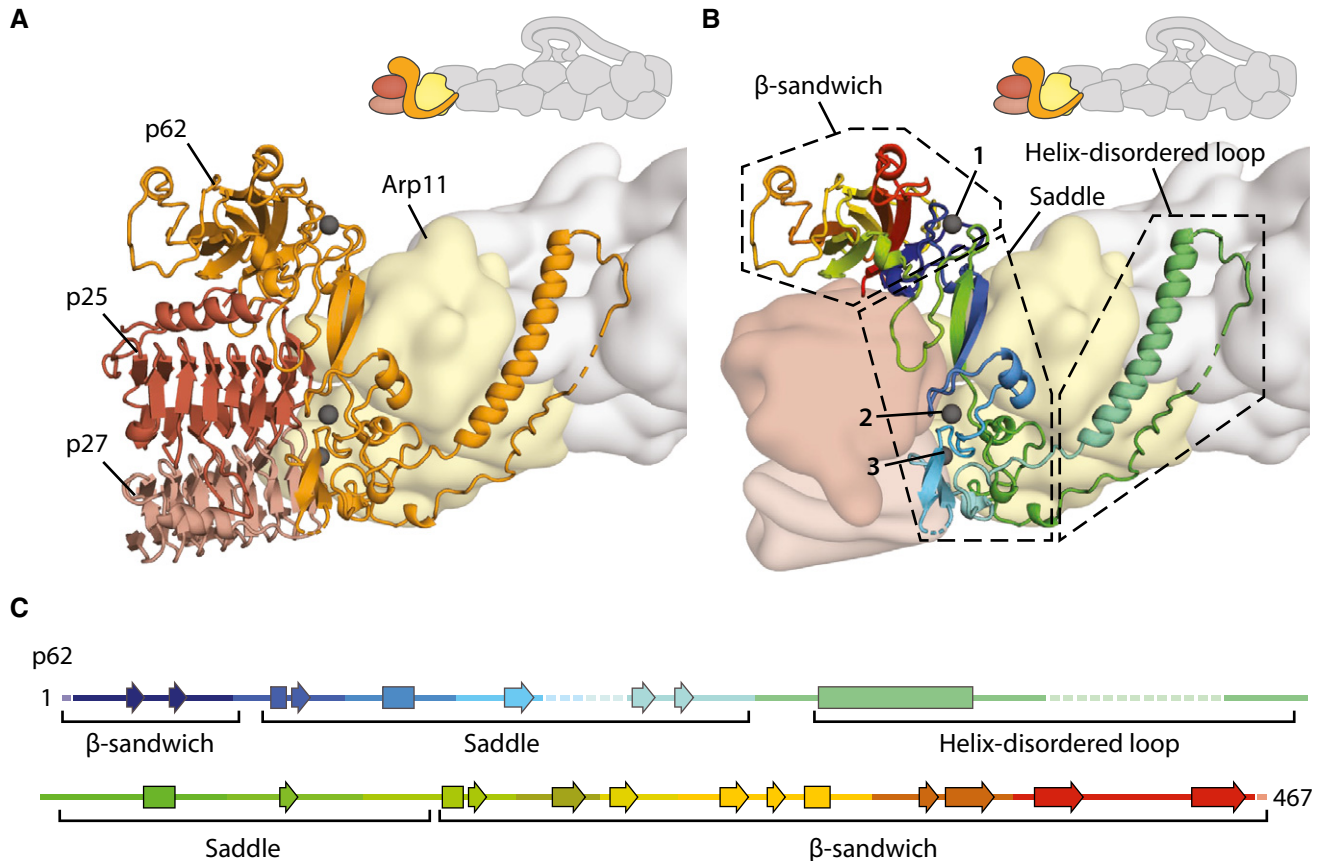 A
p62
Arp11
p25
p27
B
β-sandwich
1
Helix-disordered loop
Saddle
2
3
C
p62
1
β-sandwich
Saddle
Helix-disordered loop
467
Saddle
β-sandwich